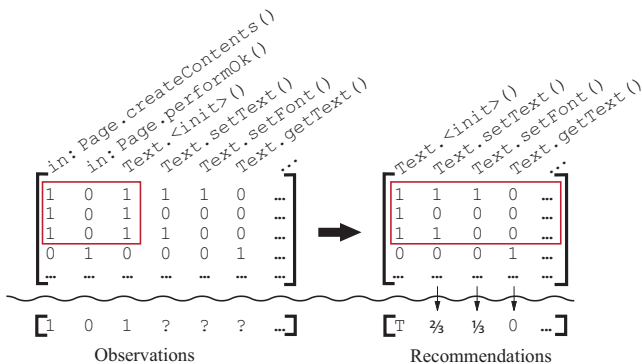 in:Page.createContents()
in:Page.performOk()
Text.<init>()
Text.setText()
Text.setFont()
Text.getText()
...
1 0 1 1 1 0 ...
1 0 1 0 0 0 ...
1 0 1 1 0 0 ...
0 1 0 0 0 1 ...
... ... ... ... ... ... ...
1 0 1 ? ? ? ...
Observations
Text.<init>()
Text.setText()
Text.setFont()
Text.getText()
...
1 1 1 0 ...
1 0 0 0 ...
1 1 0 0 ...
0 0 0 1 ...
... ... ... ... ...
T ⅔ ⅓ 0 ...
Recommendations